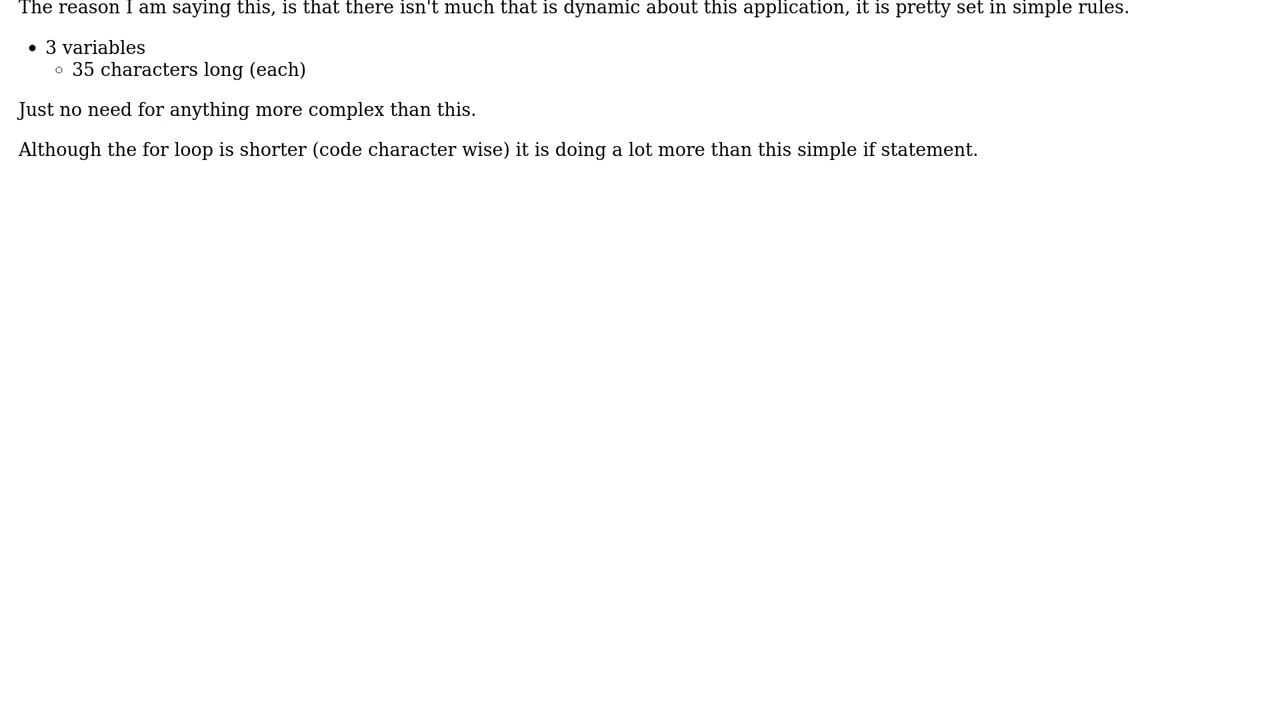 The reason I am saying this, is that there isn't much that is dynamic about this application, it is pretty set in simple rules.
3 variables
35 characters long (each)
Just no need for anything more complex than this.
Although the for loop is shorter (code character wise) it is doing a lot more than this simple if statement.